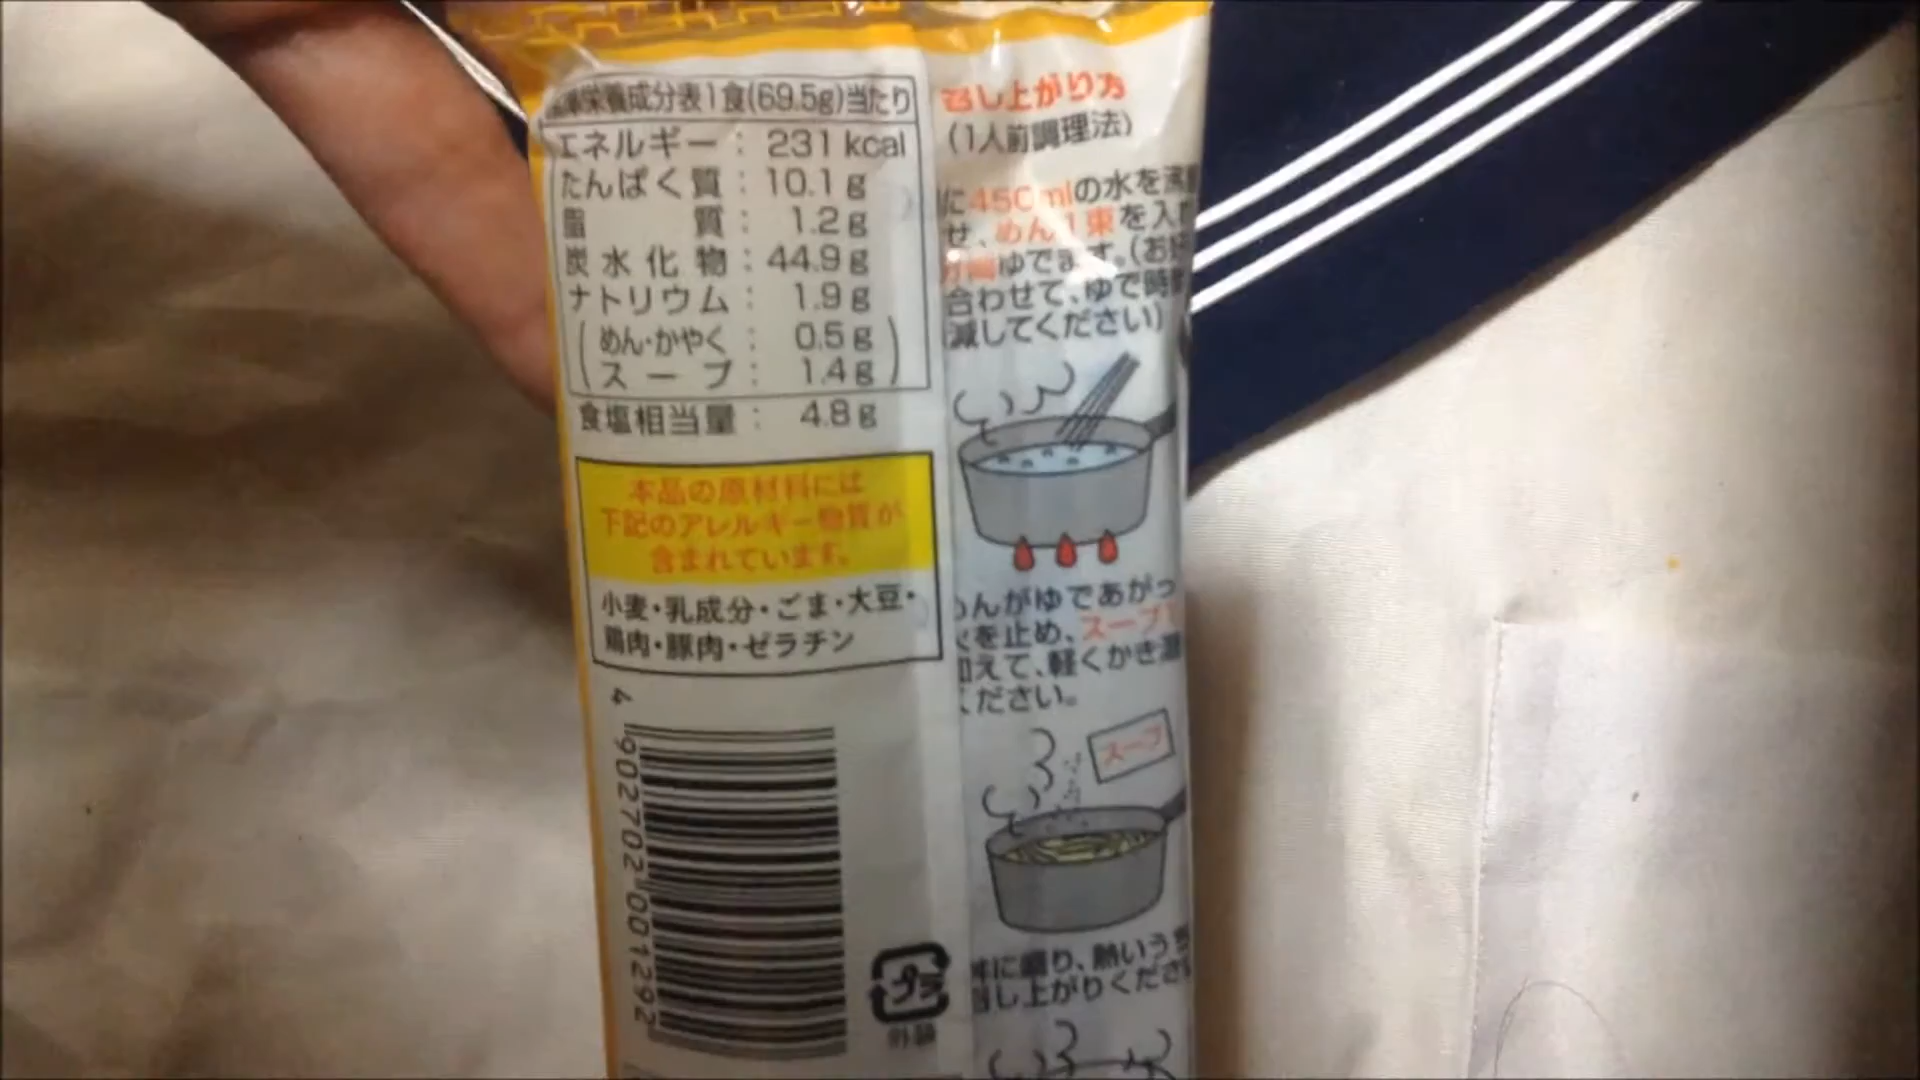 栄養成分表1食(69.5g)当たり
エネルギー: 231 kcal
たんぱく質: 10.1g
脂質: 1.2g
炭水化物: 44.9g
ナトリウム: 1.9g
(めん・かやく: 0.5g)
(スープ: 1.4g)
食塩相当量: 4.8g
本品の原材料には
下記のアレルギー物質が
含まれています。
小麦・乳成分・ごま・大豆・
鶏肉・豚肉・ゼラチン
4 902702 001292
プラ
外装
召し上がり方
(1人前調理法)
に450mlの水を沸
せ、めん1束を入
ゆでます。(お
合わせて、ゆで時
減してください)
めんがゆであがっ
火を止め、スープ
加えて、軽くかき
ください。
スープ
丼に盛り、熱いう
召し上がりくださ